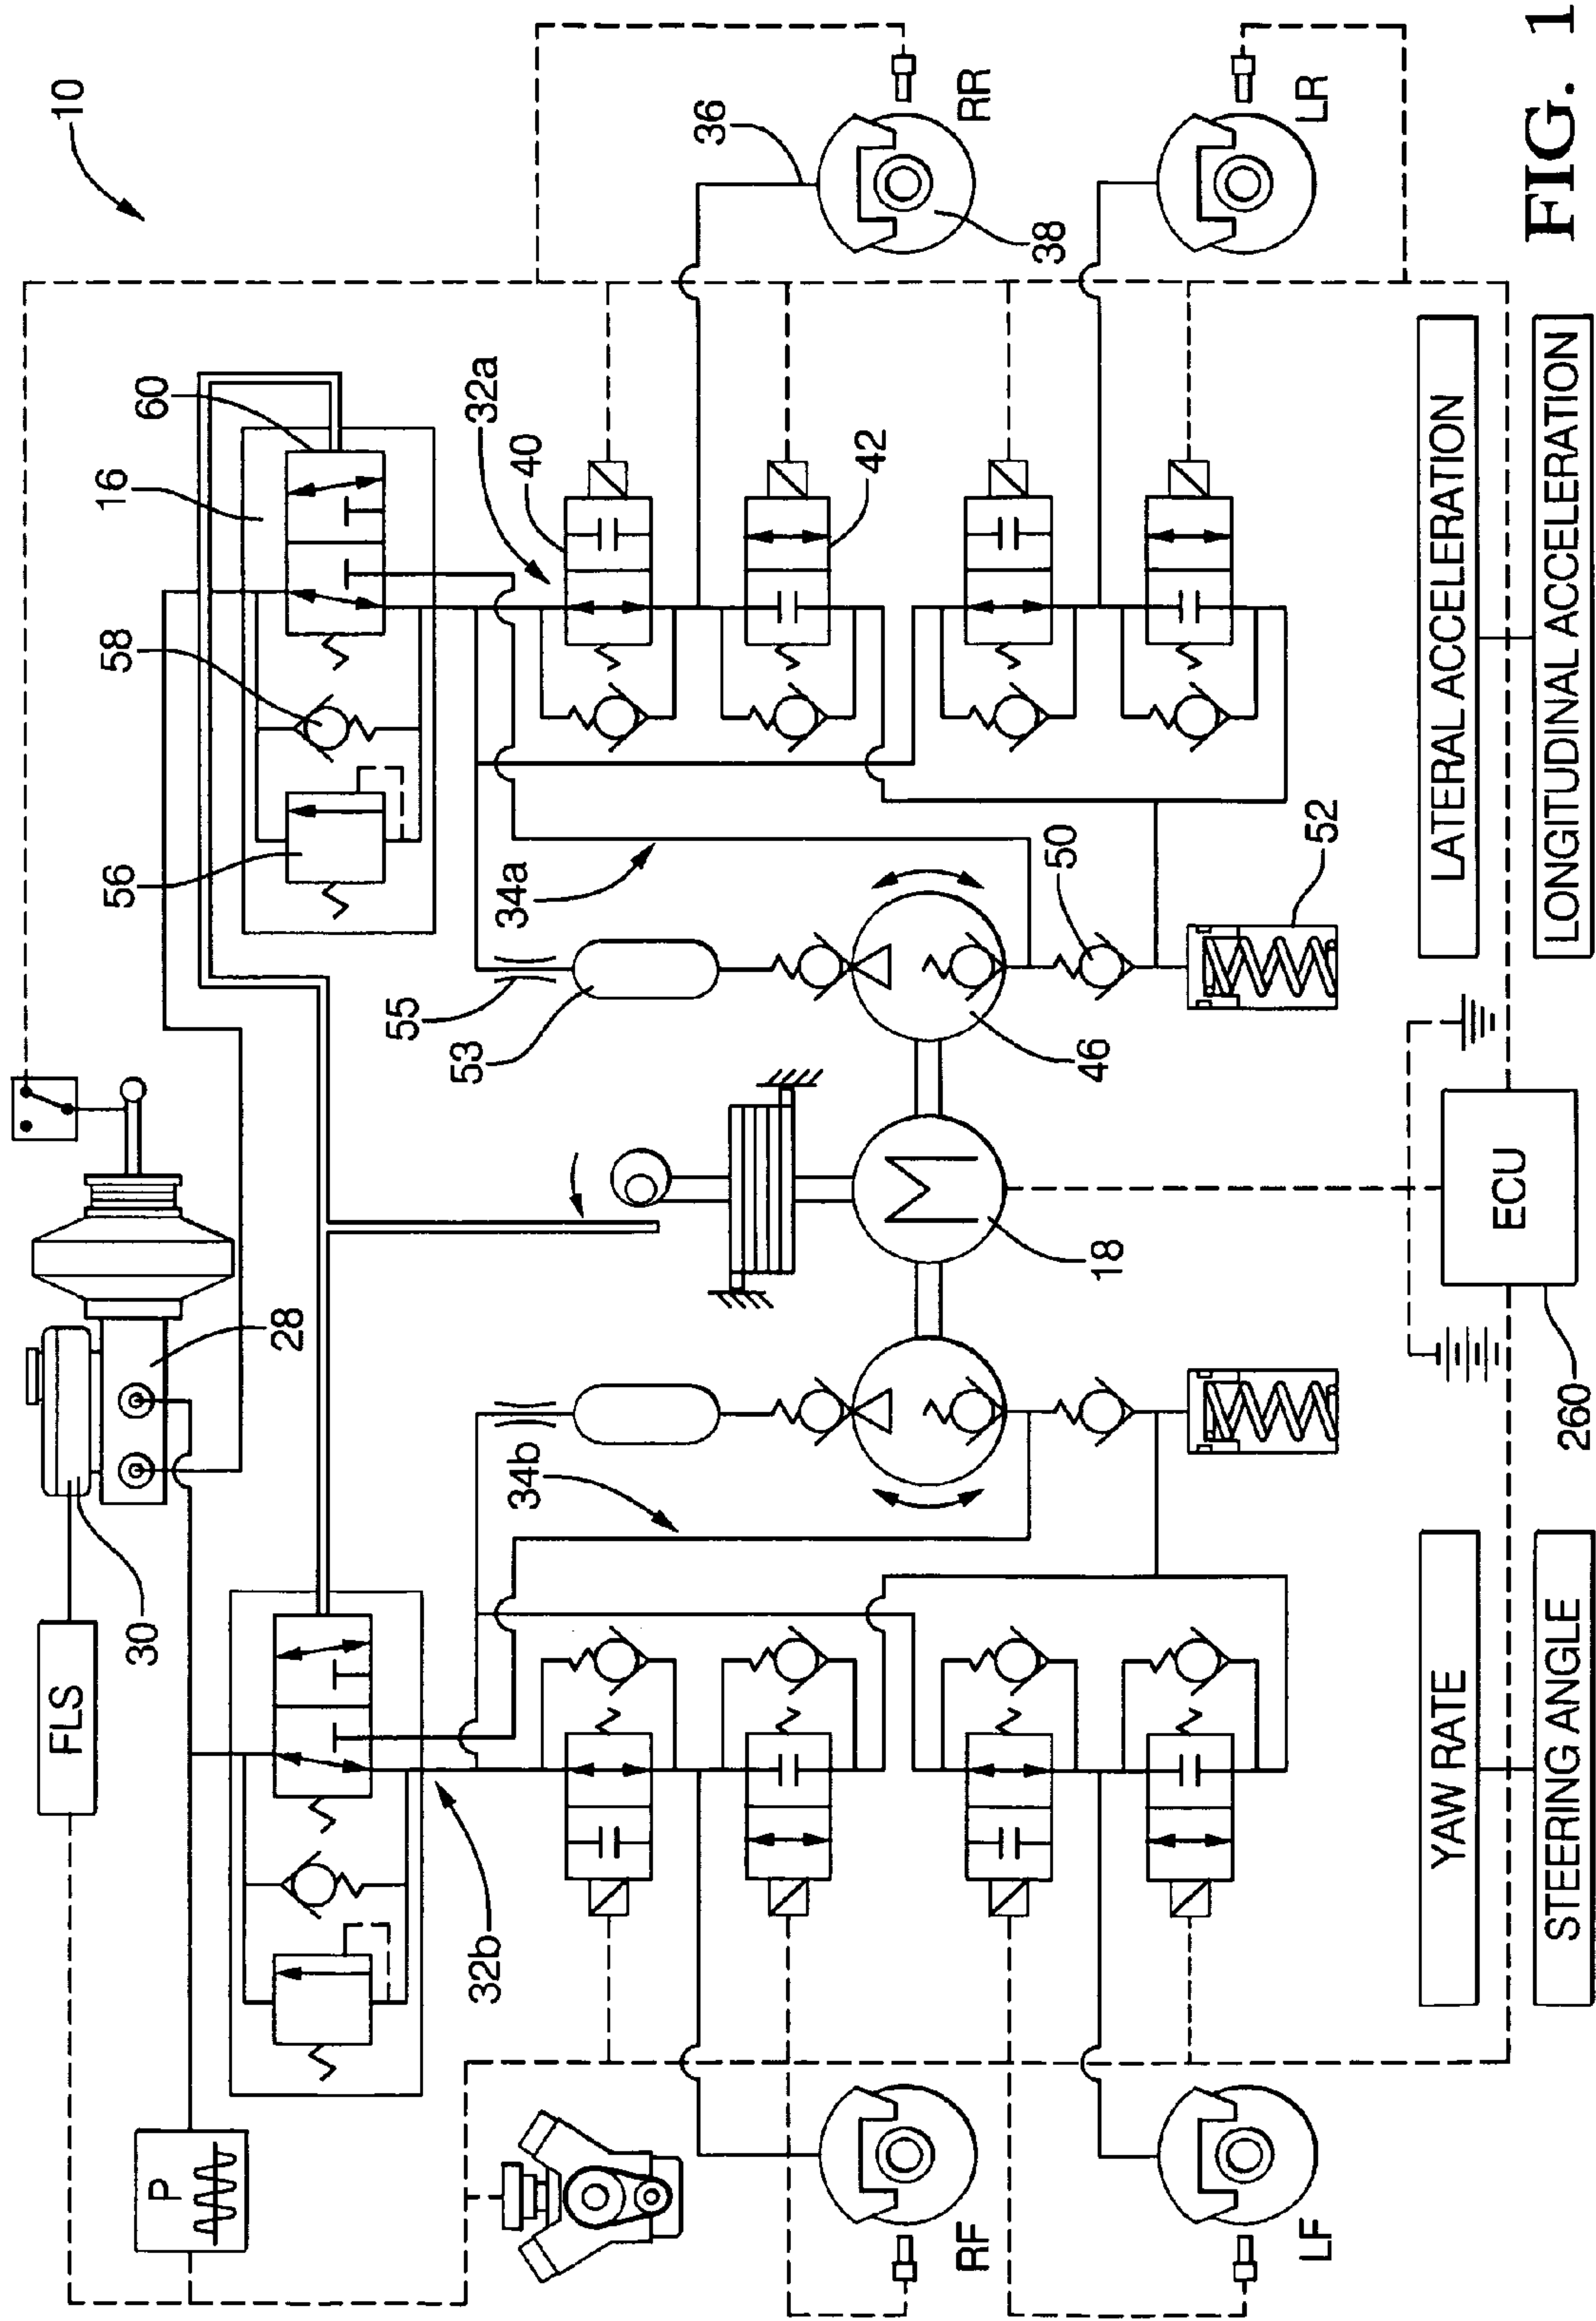 10
FLS
30
28
P
16
60
58
56
32a
40
42
36
38
RR
LR
34a
55
53
50
52
46
18
34b
32b
RF
LF
ECU
260
YAW RATE
STEERING ANGLE
LATERAL ACCELERATION
LONGITUDINAL ACCELERATION
M
FIG. 1